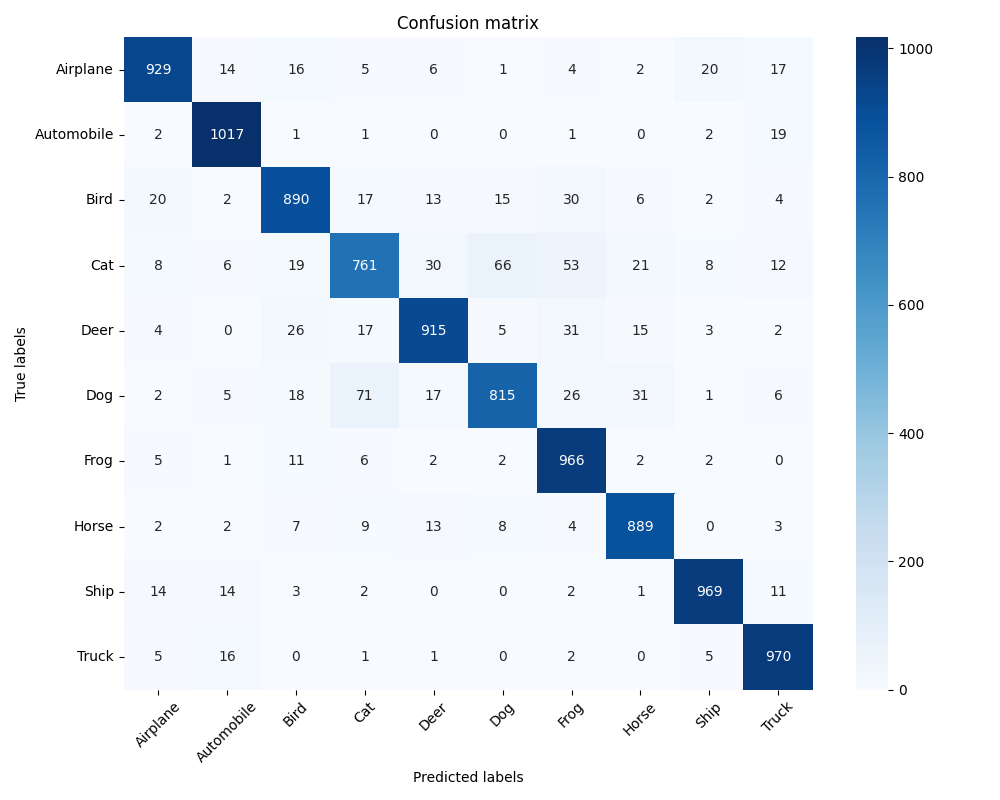 Confusion matrix
Airplane 929 14 16 5 6 1 4 2 20 17
Automobile 2 1017 1 1 0 0 1 0 2 19
Bird 20 2 890 17 13 15 30 6 2 4
Cat 8 6 19 761 30 66 53 21 8 12
Deer 4 0 26 17 915 5 31 15 3 2
Dog 2 5 18 71 17 815 26 31 1 6
Frog 5 1 11 6 2 2 966 2 2 0
Horse 2 2 7 9 13 8 4 889 0 3
Ship 14 14 3 2 0 0 2 1 969 11
Truck 5 16 0 1 1 0 2 0 5 970
Airplane Automobile Bird Cat Deer Dog Frog Horse Ship Truck
Predicted labels
True labels
1000
800
600
400
200
0